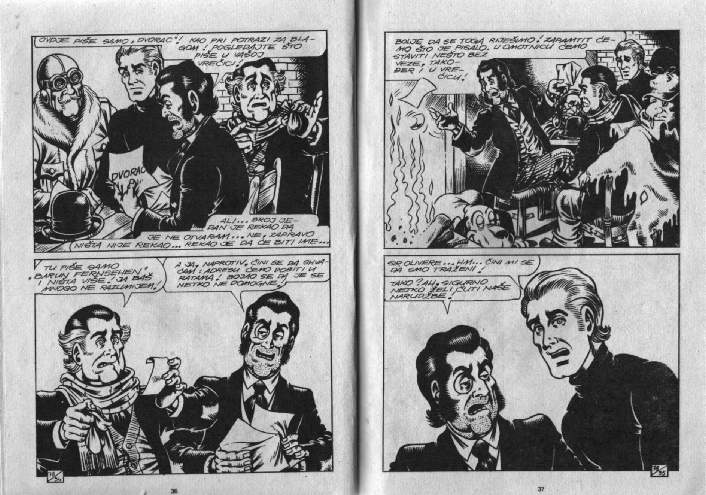 OVDJE PIŠE SAMO „DVORAC"! KAO PRI POTRAZI ZA BLA-
GOM! POGLEDAJTE ŠTO
PIŠE U VAŠOJ
VREĆICI!
DVORAC
ALI... BROJ JE-
DAN JE REKAO DA
JE NE OTVARAM... NE, ZAPRAVO
NIŠTA NIJE REKAO... REKAO JE DA ĆE BITI IME...
TU PIŠE SAMO
„BARUN FERNSEHEN"
I NIŠTA VIŠE! JA BAŠ
MNOGO NE RAZUMIJEM!
A JA, NAPROTIV, ČINI SE DA SHVA-
ĆAM! ADRESU ĆEMO DOBITI U
RATAMA! BOJAO SE DA JE SE
NETKO NE DOMOGNE!
36
BOLJE DA SE TOGA RIJEŠIMO! ZAPAMTIT ĆE-
MO ŠTO JE PISALO, U OMOTNICU ĆEMO
STAVITI NEŠTO BEZ
VEZE, TAKO-
ĐER I U VRE-
ĆICU!
SIR OLIVERE... HM... ČINI MI SE
DA SMO TRAŽENI!
TAKO? ALI, SIGURNO
NETKO ŽELI ČUTI NAŠE
NARUDŽBE!
37